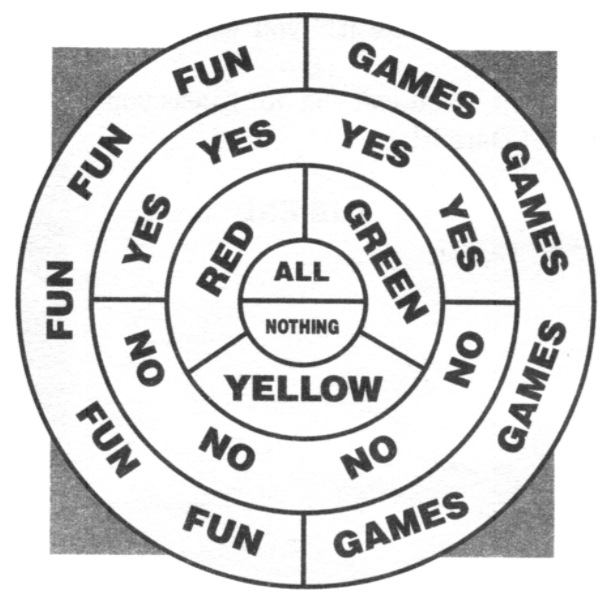 FUN
GAMES
YES
YES
FUN
GAMES
YES
YES
RED
GREEN
ALL
FUN
NOTHING
NO
NO
YELLOW
GAMES
FUN
NO
NO
FUN
GAMES